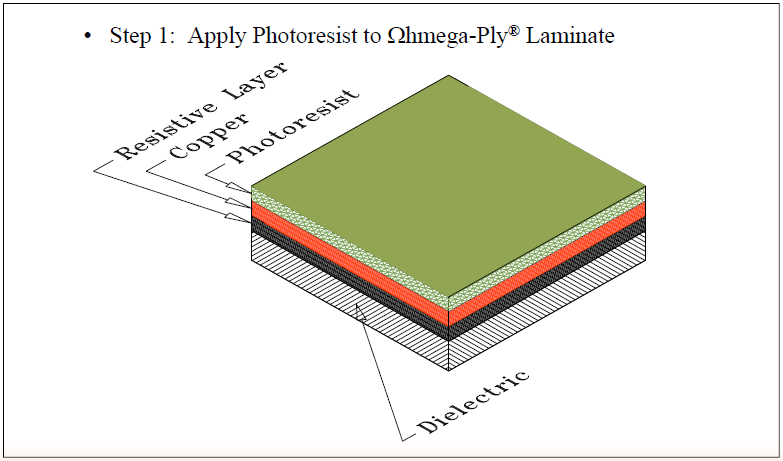 • Step 1: Apply Photoresist to Ωhmega-Ply® Laminate
Resistive Layer
Copper
Photoresist
Dielectric